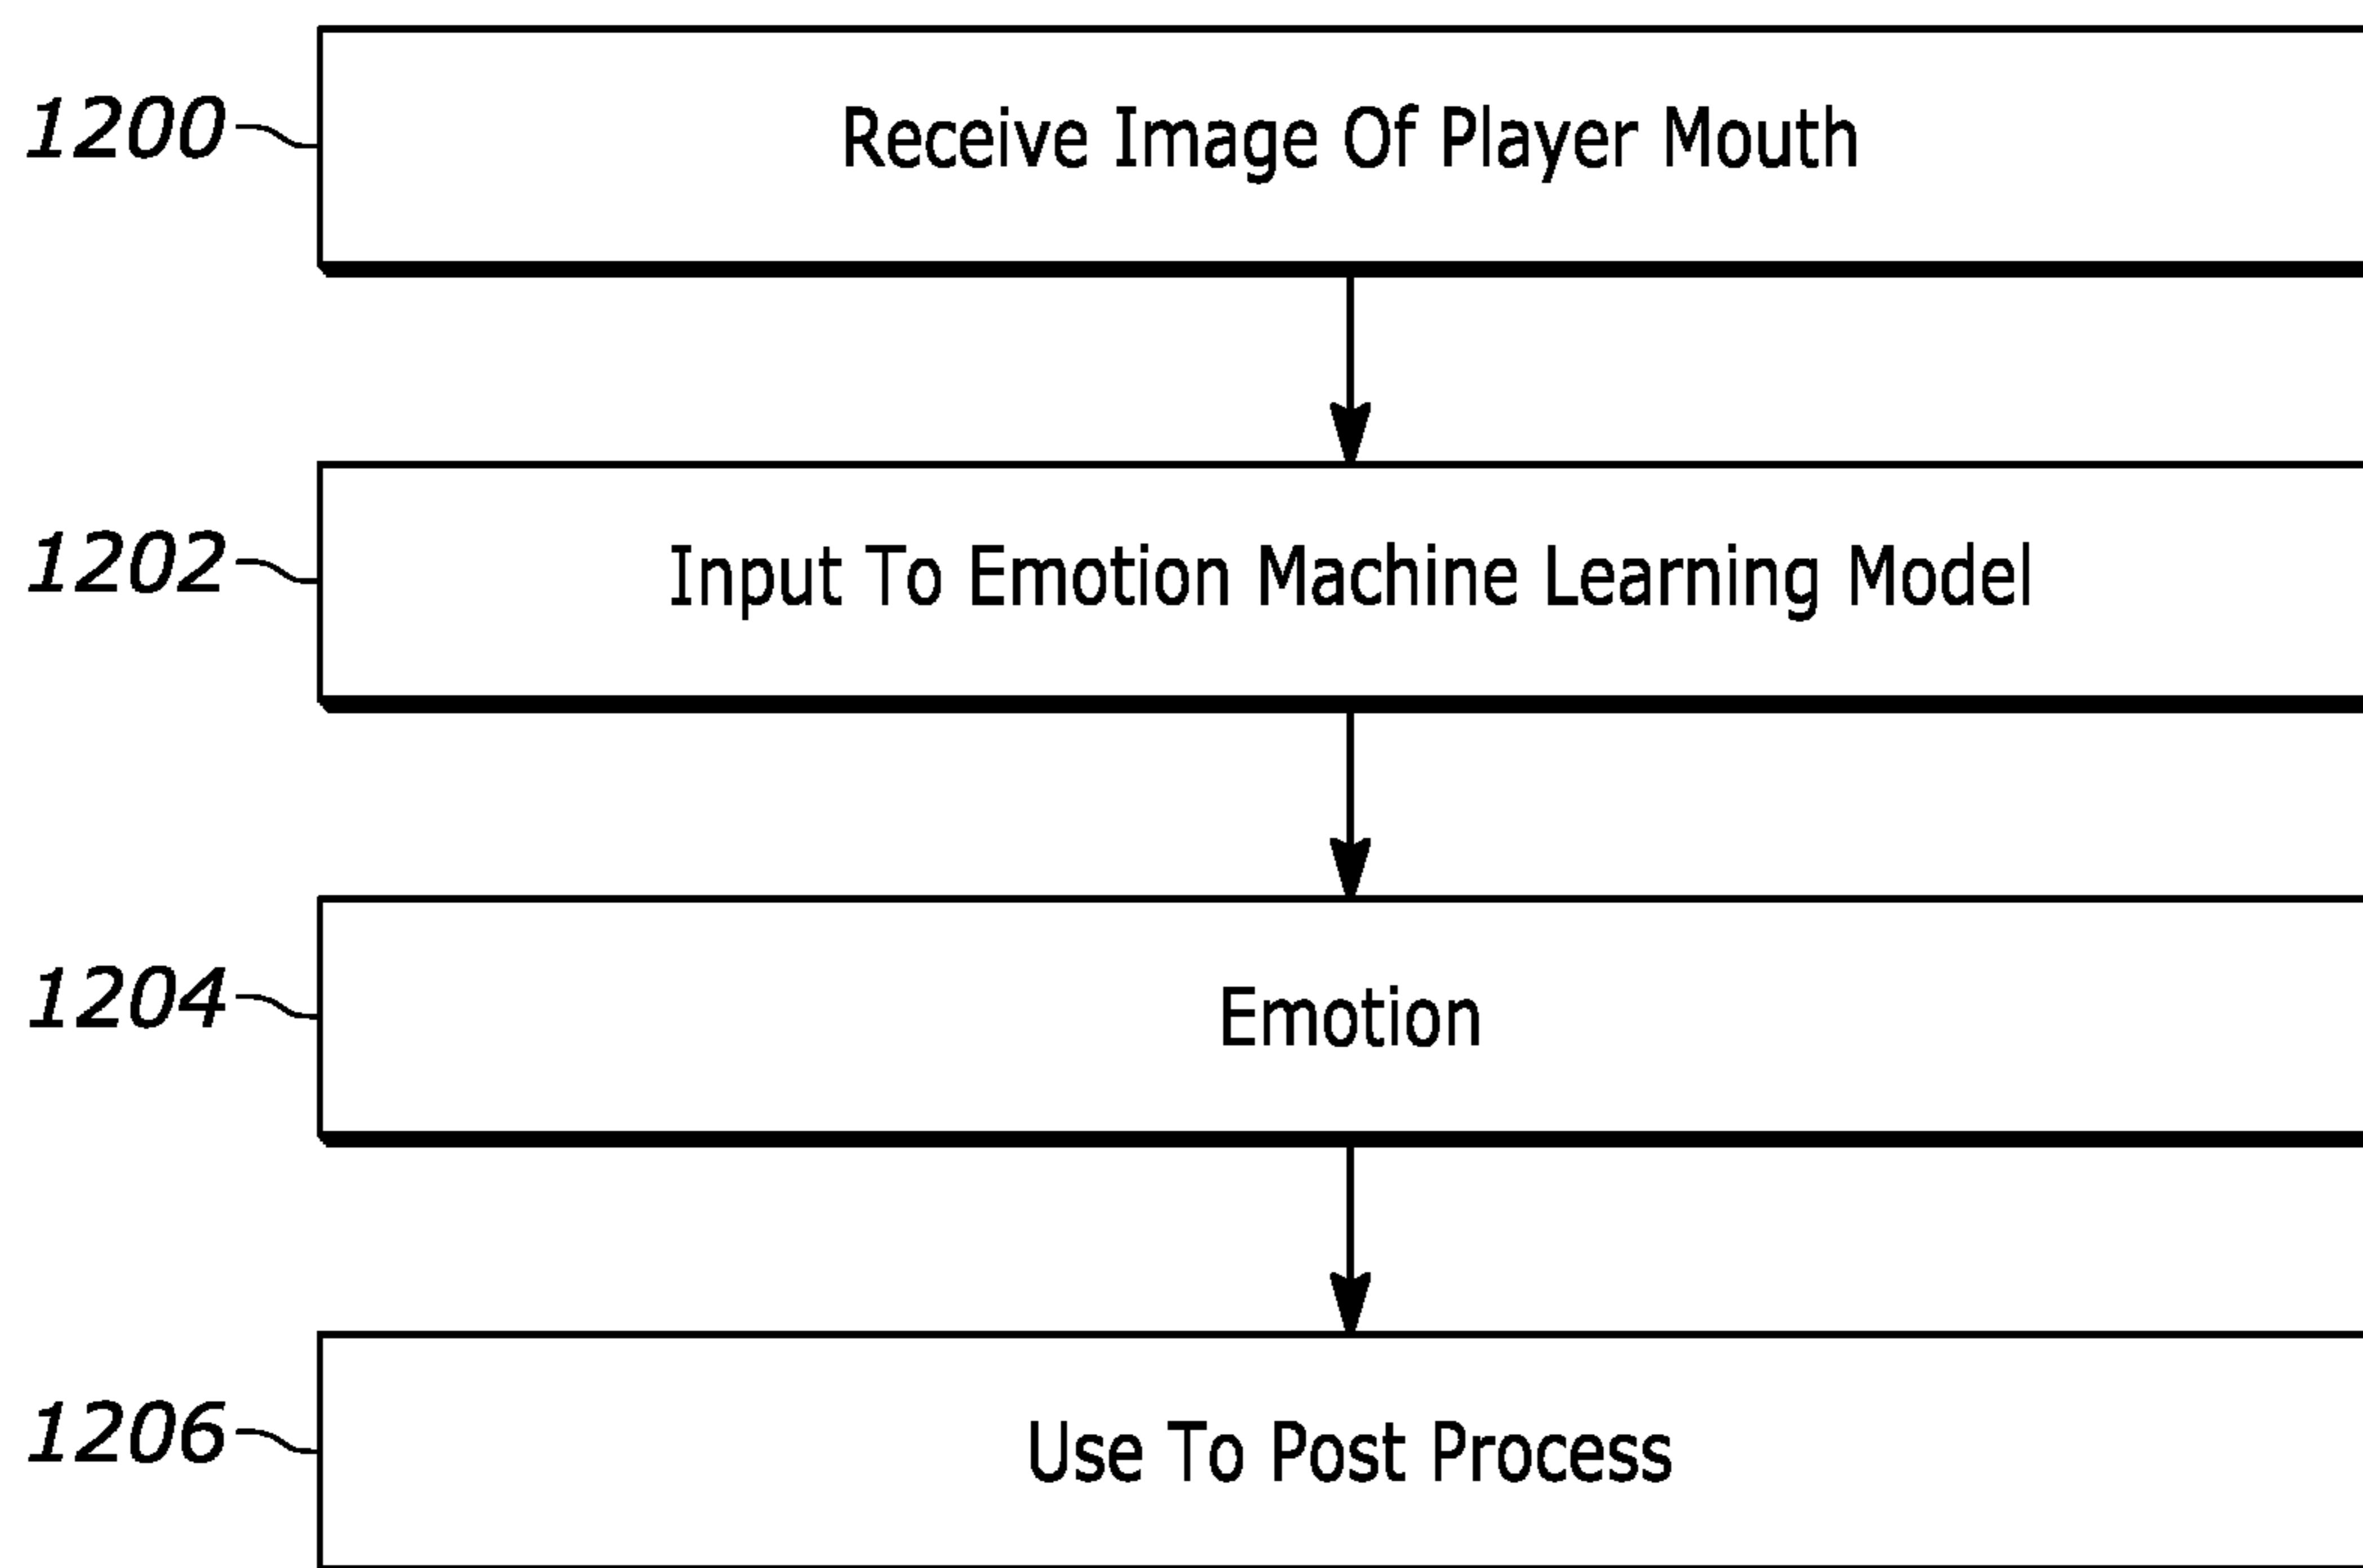 1200 Receive Image Of Player Mouth
1202 Input To Emotion Machine Learning Model
1204 Emotion
1206 Use To Post Process